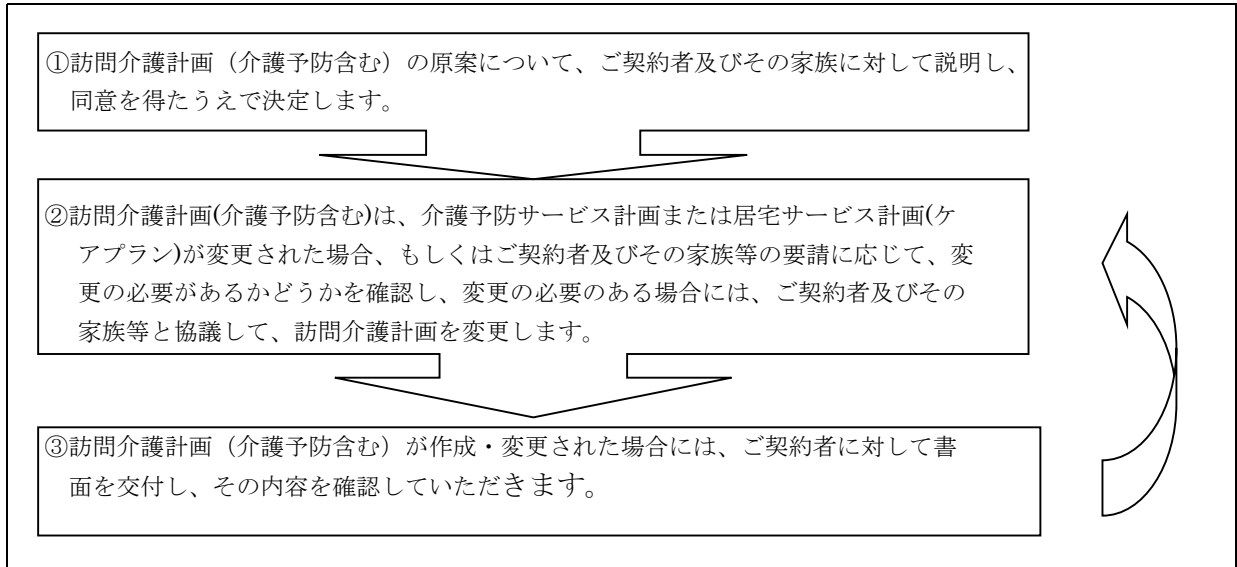 ①訪問介護計画（介護予防含む）の原案について、ご契約者及びその家族に対して説明し、
同意を得たうえで決定します。
②訪問介護計画(介護予防含む)は、介護予防サービス計画または居宅サービス計画(ケ
アプラン)が変更された場合、もしくはご契約者及びその家族等の要請に応じて、変
更の必要があるかどうかを確認し、変更の必要のある場合には、ご契約者及びその
家族等と協議して、訪問介護計画を変更します。
③訪問介護計画（介護予防含む）が作成・変更された場合には、ご契約者に対して書
面を交付し、その内容を確認していただきます。